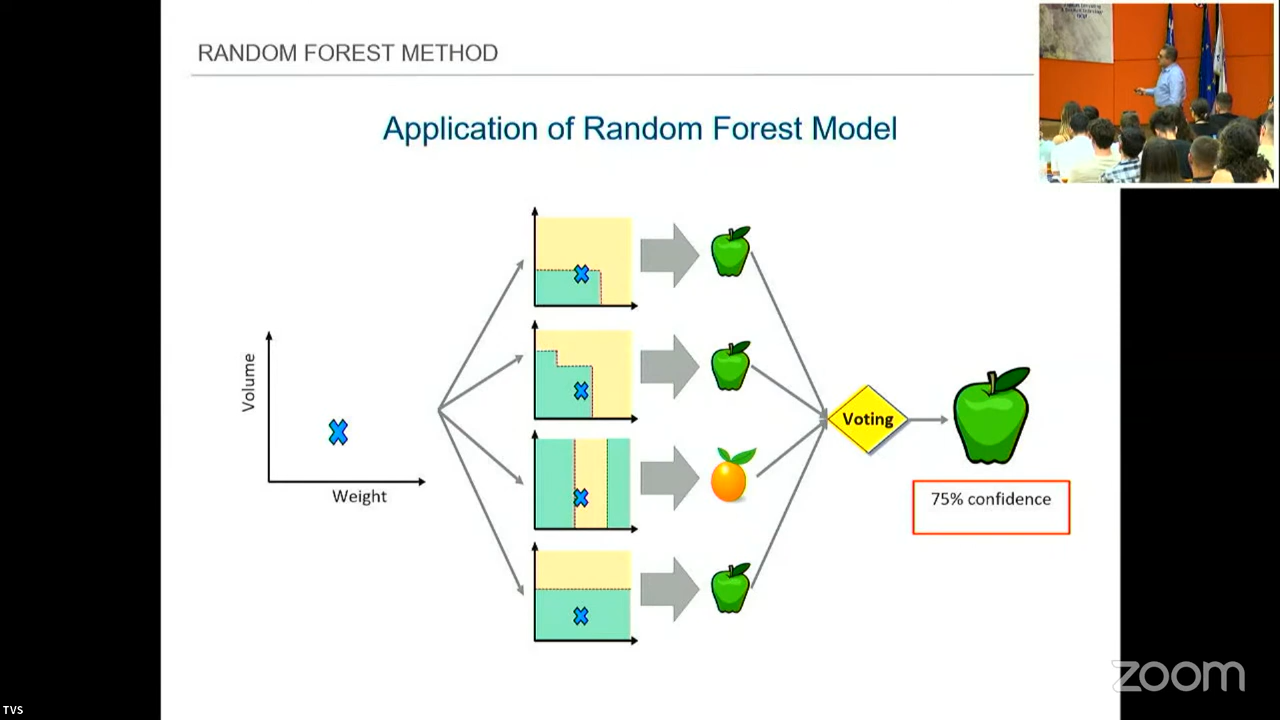 RANDOM FOREST METHOD
Application of Random Forest Model
Volume
Weight
Voting
75% confidence
zoom
TVS